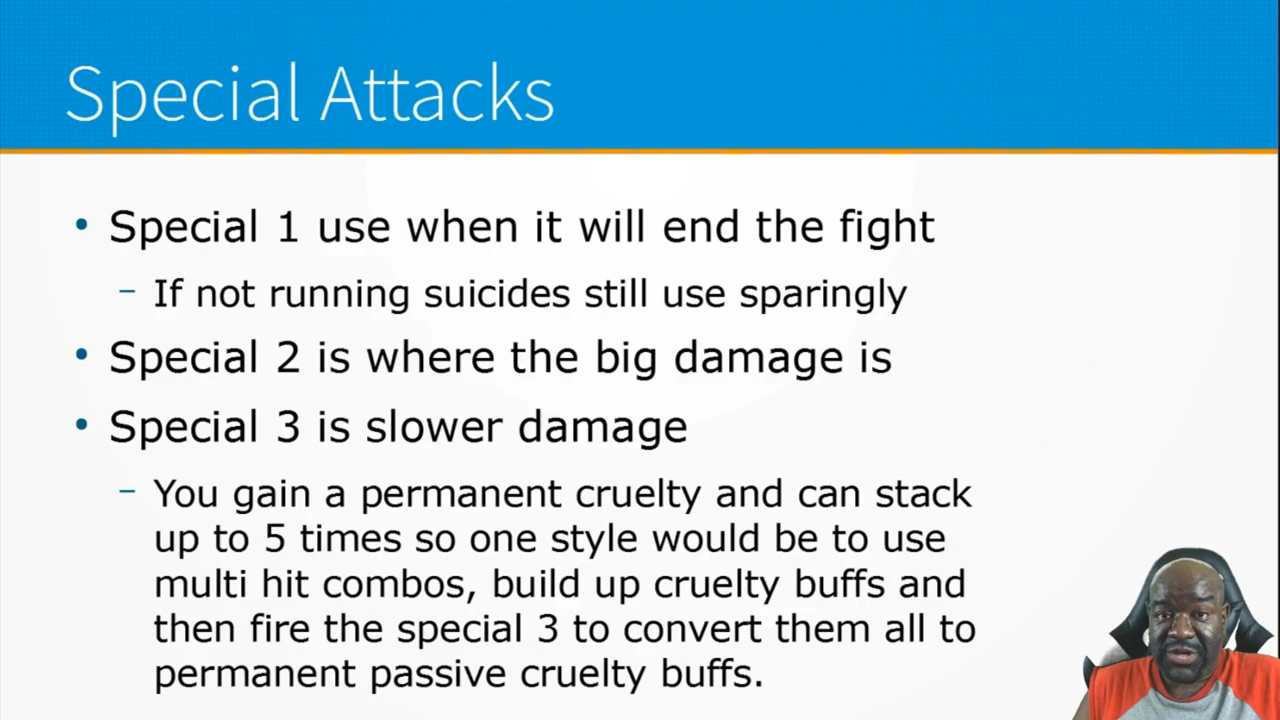 Special Attacks
• Special 1 use when it will end the fight
– If not running suicides still use sparingly
• Special 2 is where the big damage is
• Special 3 is slower damage
– You gain a permanent cruelty and can stack
up to 5 times so one style would be to use
multi hit combos, build up cruelty buffs and
then fire the special 3 to convert them all to
permanent passive cruelty buffs.